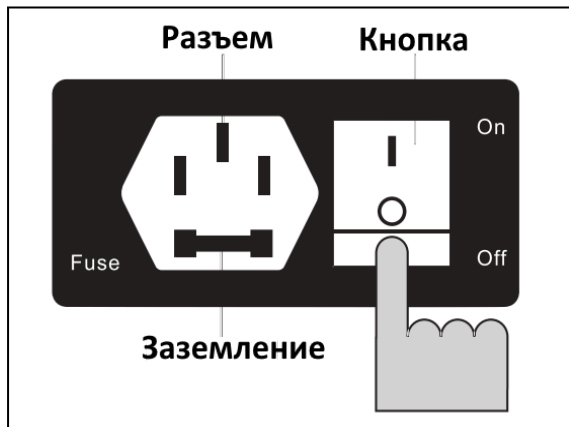 Разъем
Кнопка
On
Fuse
Off
Заземление